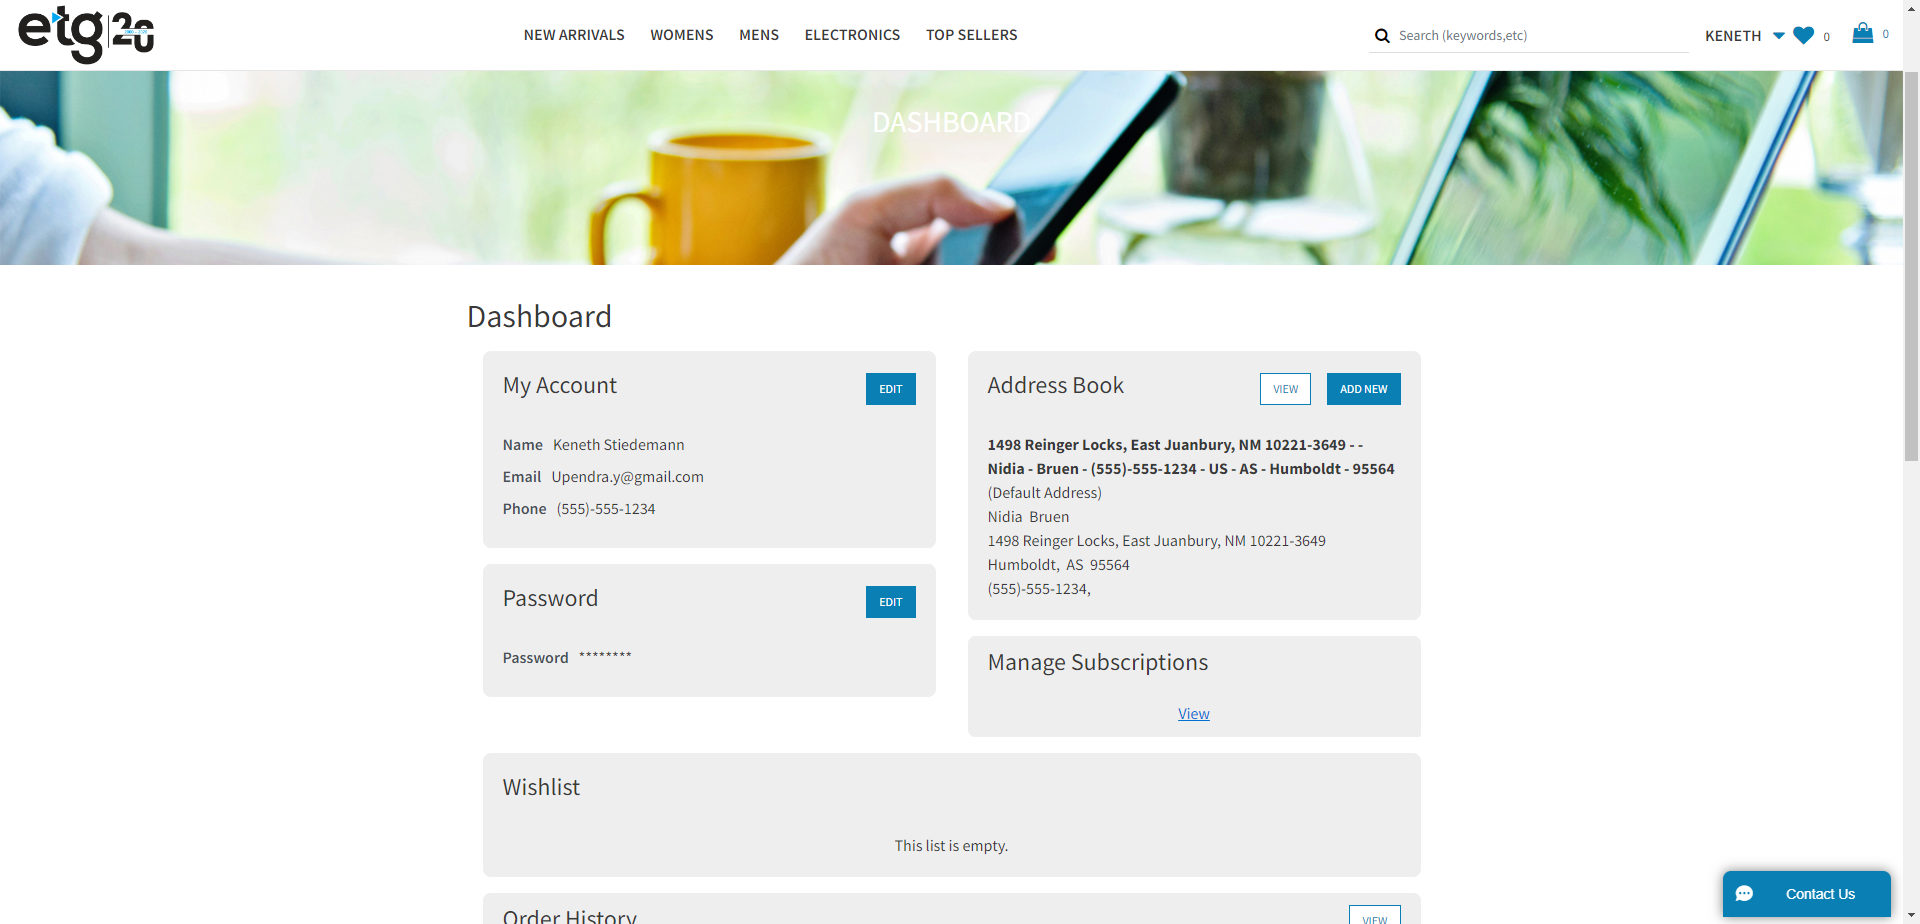 etg 20
NEW ARRIVALS WOMENS MENS ELECTRONICS TOP SELLERS
Search (keywords,etc)
KENETH 0 0
DASHBOARD
Dashboard
My Account EDIT
Name Keneth Stiedemann
Email Upendra.y@gmail.com
Phone (555)-555-1234
Password EDIT
Password ********
Address Book VIEW ADD NEW
1498 Reinger Locks, East Juanbury, NM 10221-3649 - -
Nidia - Bruen - (555)-555-1234 - US - AS - Humboldt - 95564
(Default Address)
Nidia Bruen
1498 Reinger Locks, East Juanbury, NM 10221-3649
Humboldt, AS 95564
(555)-555-1234,
Manage Subscriptions
View
Wishlist
This list is empty.
Order History VIEW
Contact Us